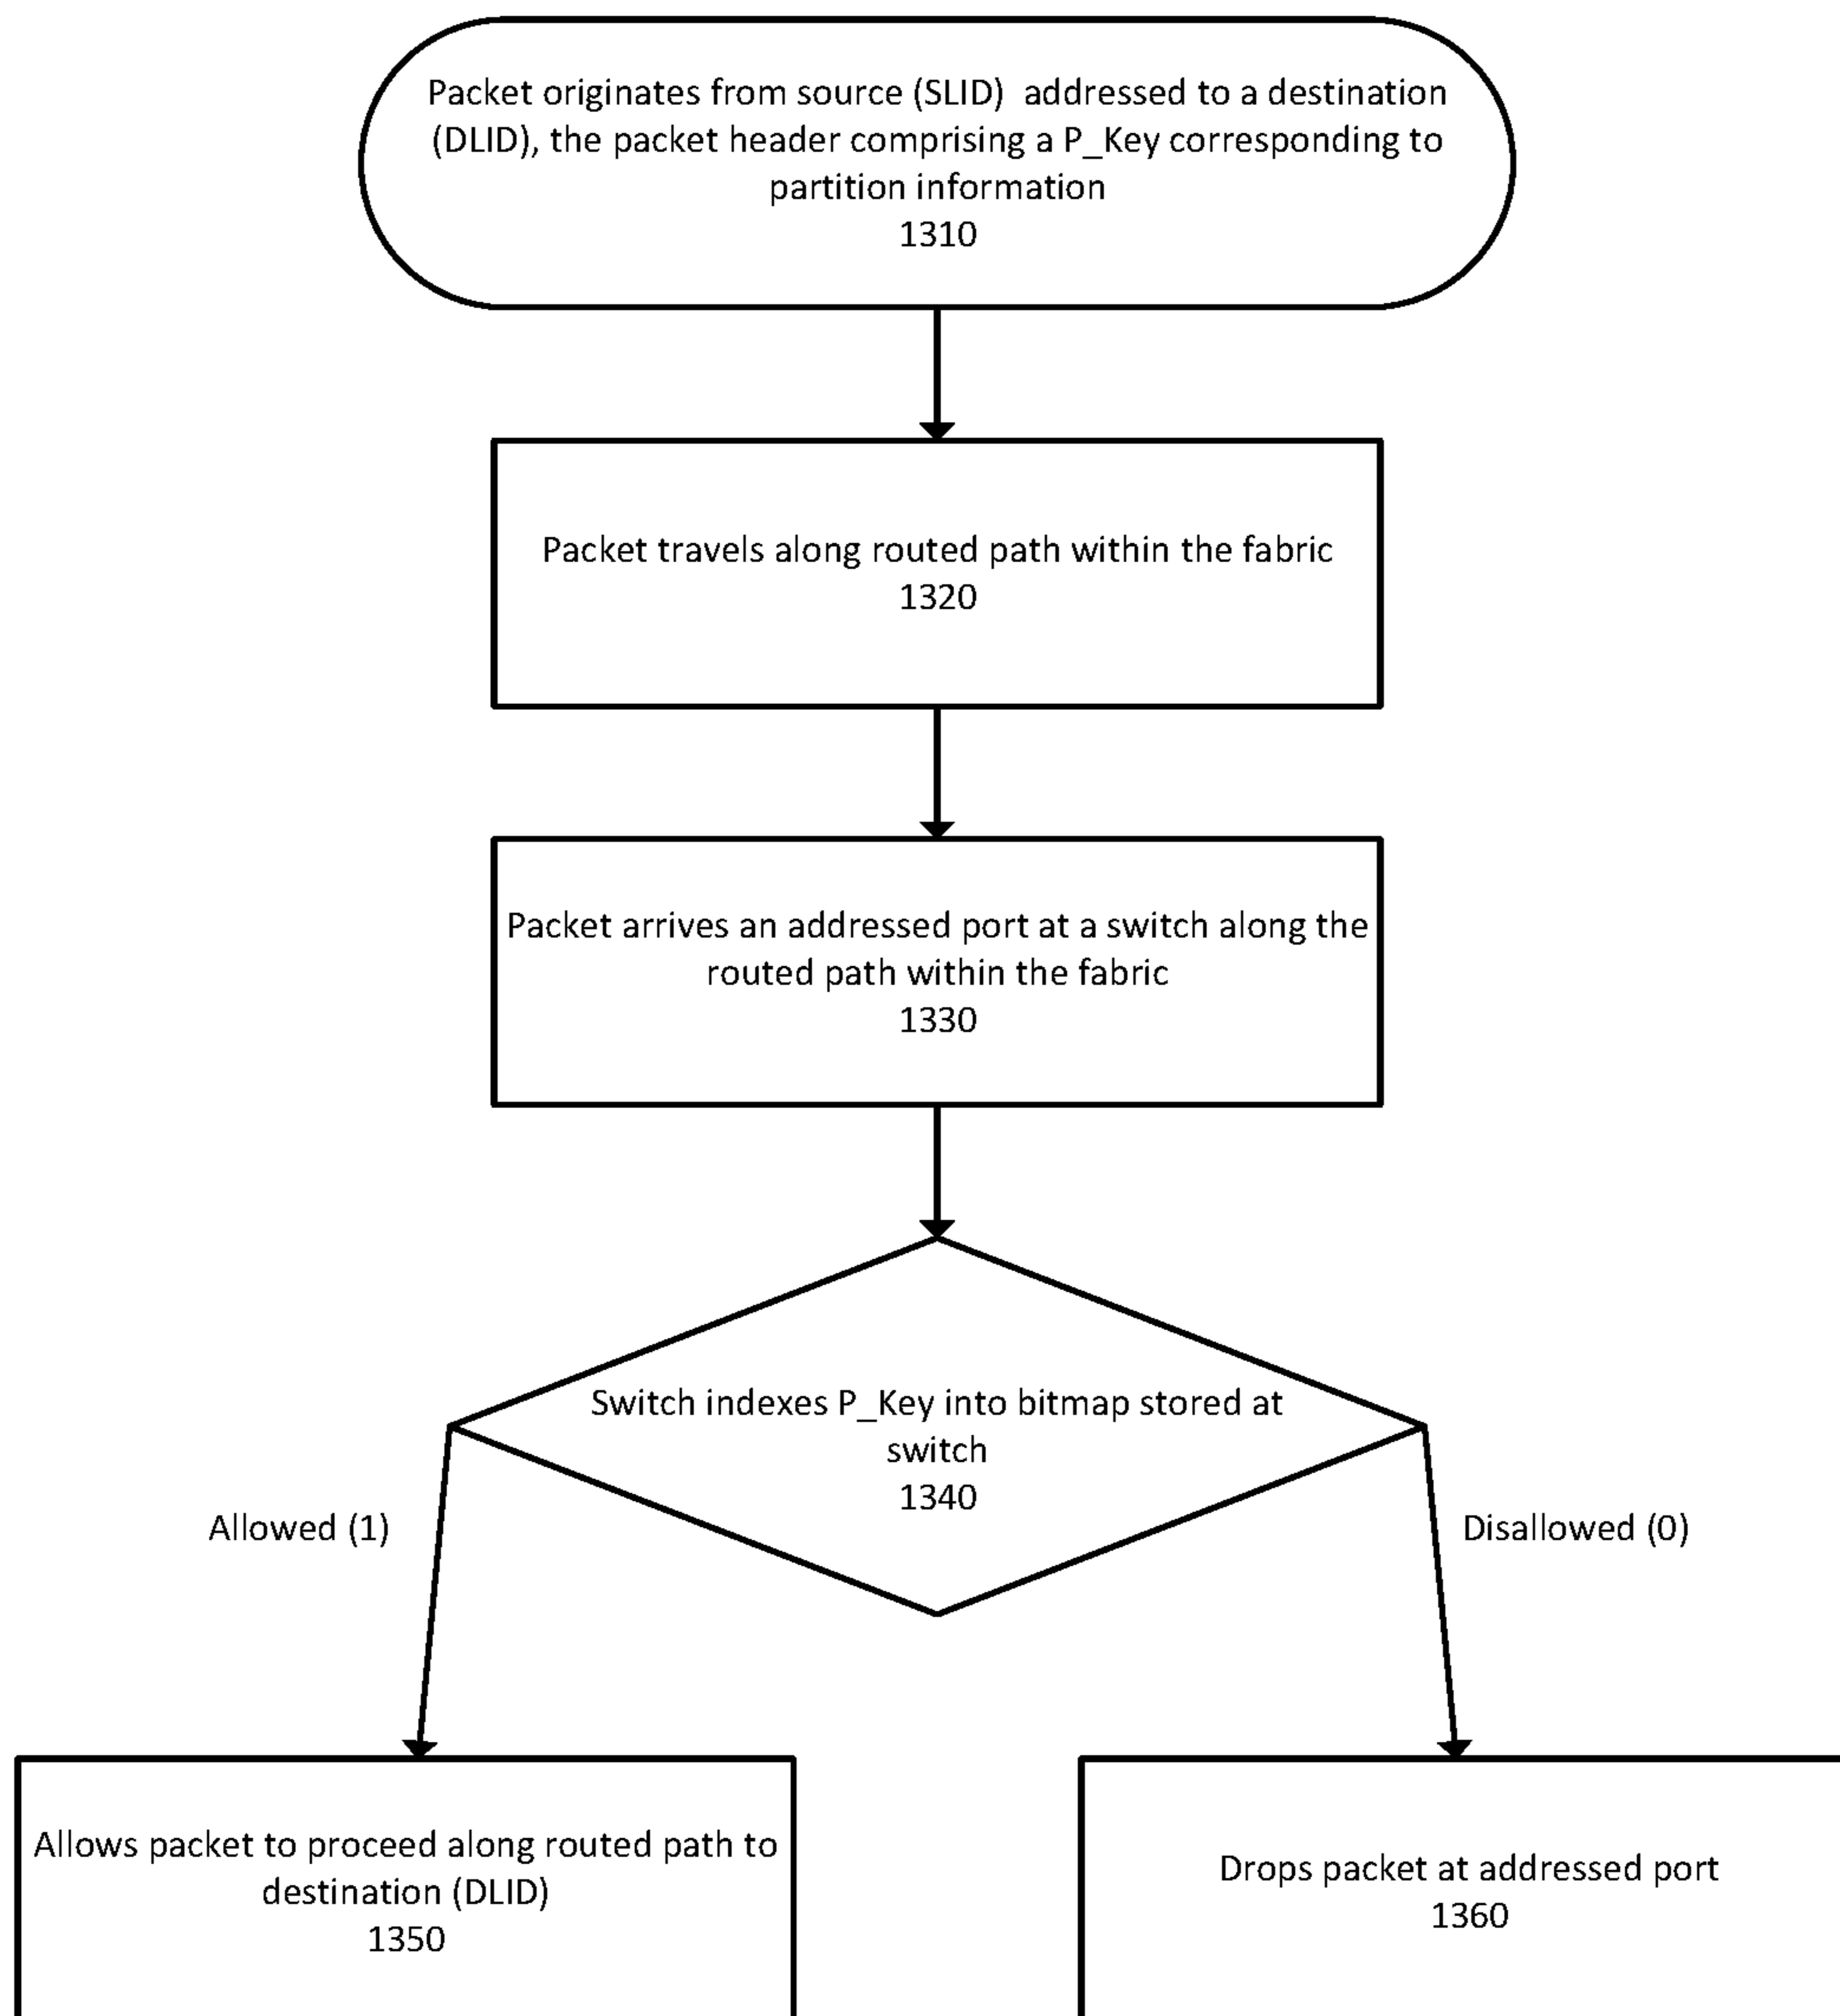 Packet originates from source (SLID)  addressed to a destination
(DLID), the packet header comprising a P_Key corresponding to
partition information
1310
Packet travels along routed path within the fabric
1320
Packet arrives an addressed port at a switch along the
routed path within the fabric
1330
Switch indexes P_Key into bitmap stored at
switch
1340
Allowed (1)
Disallowed (0)
Allows packet to proceed along routed path to
destination (DLID)
1350
Drops packet at addressed port
1360